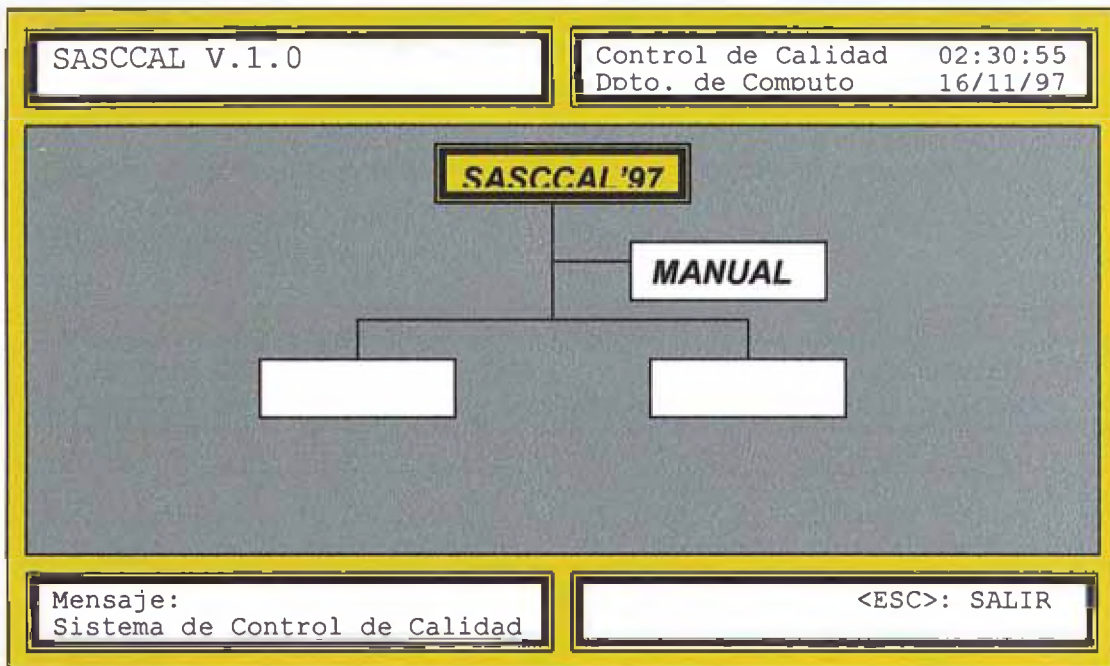 SASCCAL V.1.0
Control de Calidad 02:30:55
Dpto. de Computo 16/11/97
SASCCAL'97
MANUAL
Mensaje:
Sistema de Control de Calidad
<ESC>: SALIR